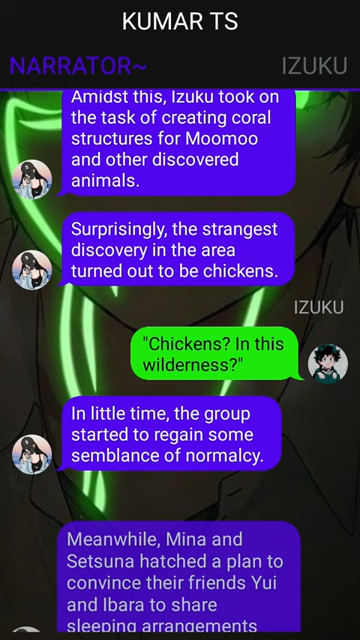 KUMAR TS
NARRATOR~
IZUKU
Amidst this, Izuku took on
the task of creating coral
structures for Moomoo
and other discovered
animals.
Surprisingly, the strangest
discovery in the area
turned out to be chickens.
IZUKU
"Chickens? In this
wilderness?"
In little time, the group
started to regain some
semblance of normalcy.
Meanwhile, Mina and
Setsuna hatched a plan to
convince their friends Yui
and Ibara to share
sleeping arrangements